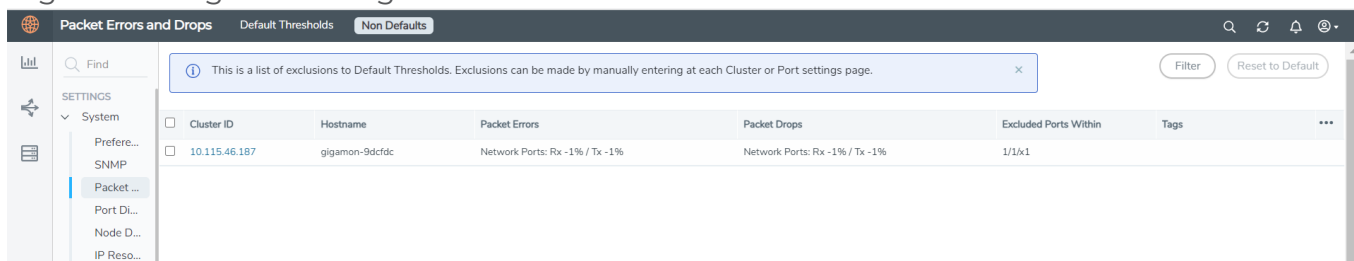 Packet Errors and Drops Default Thresholds Non Defaults
Find
This is a list of exclusions to Default Thresholds. Exclusions can be made by manually entering at each Cluster or Port settings page.
Filter Reset to Default
SETTINGS
System
Prefere...
SNMP
Packet ...
Port Di...
Node D...
IP Reso...
Cluster ID Hostname Packet Errors Packet Drops Excluded Ports Within Tags
10.115.46.187 gigamon-9dcfdc Network Ports: Rx -1% / Tx -1% Network Ports: Rx -1% / Tx -1% 1/1/x1